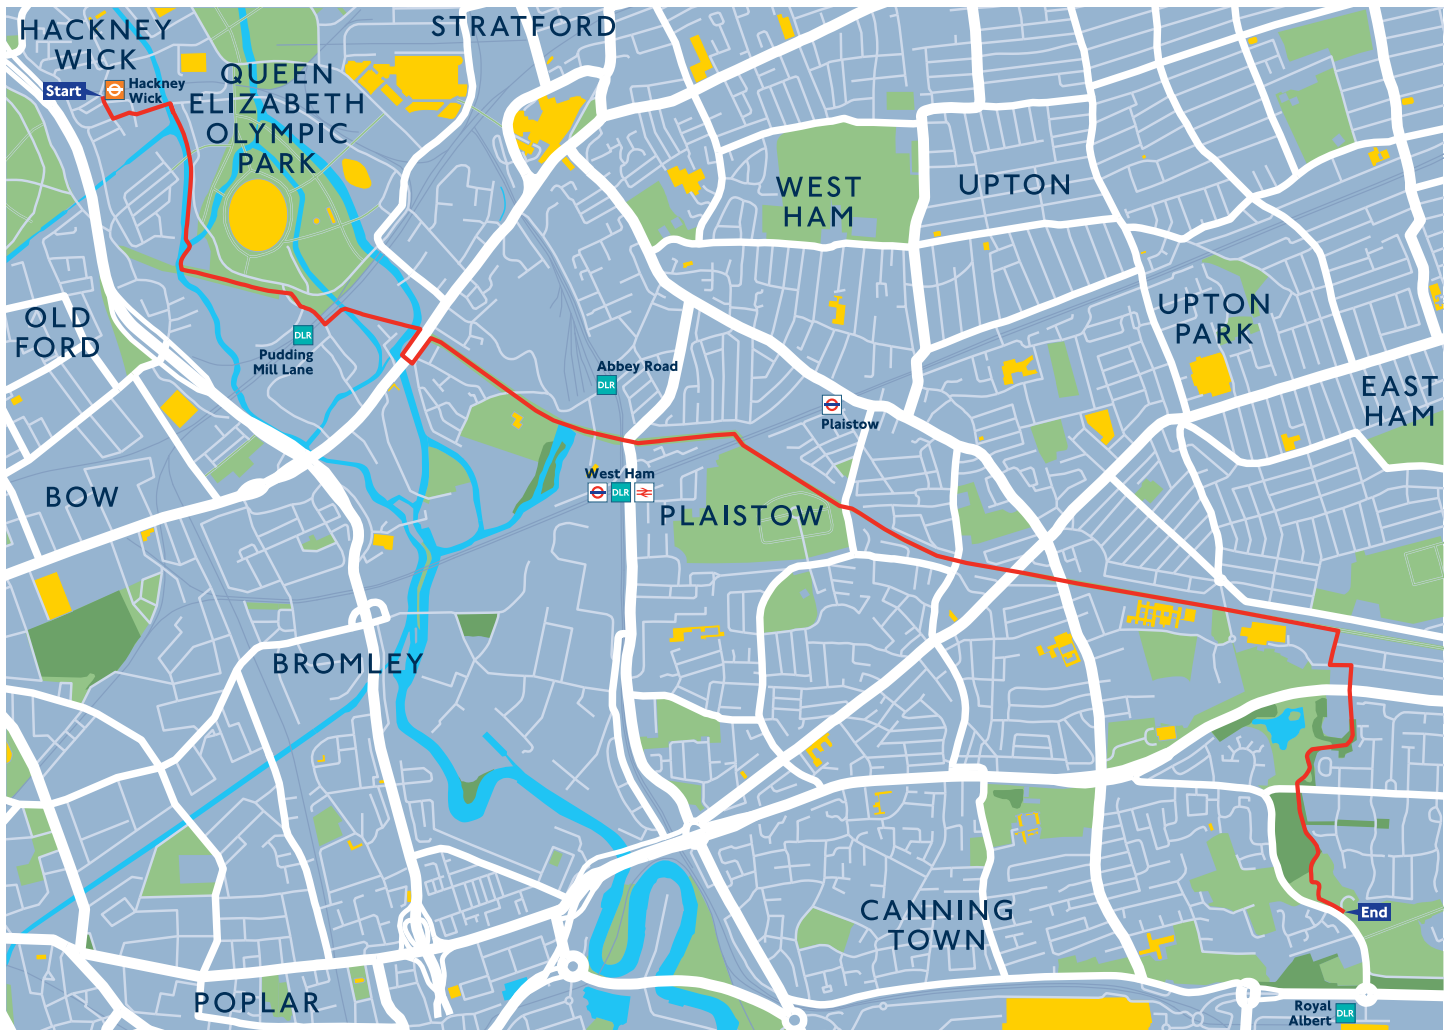 HACKNEY
WICK
STRATFORD
Start
Hackney
Wick
QUEEN
ELIZABETH
OLYMPIC
PARK
WEST
HAM
UPTON
OLD
FORD
DLR
Pudding
Mill Lane
Abbey Road
DLR
UPTON
PARK
EAST
HAM
Plaistow
BOW
West Ham
DLR
PLAISTOW
BROMLEY
CANNING
TOWN
End
POPLAR
Royal
Albert
DLR